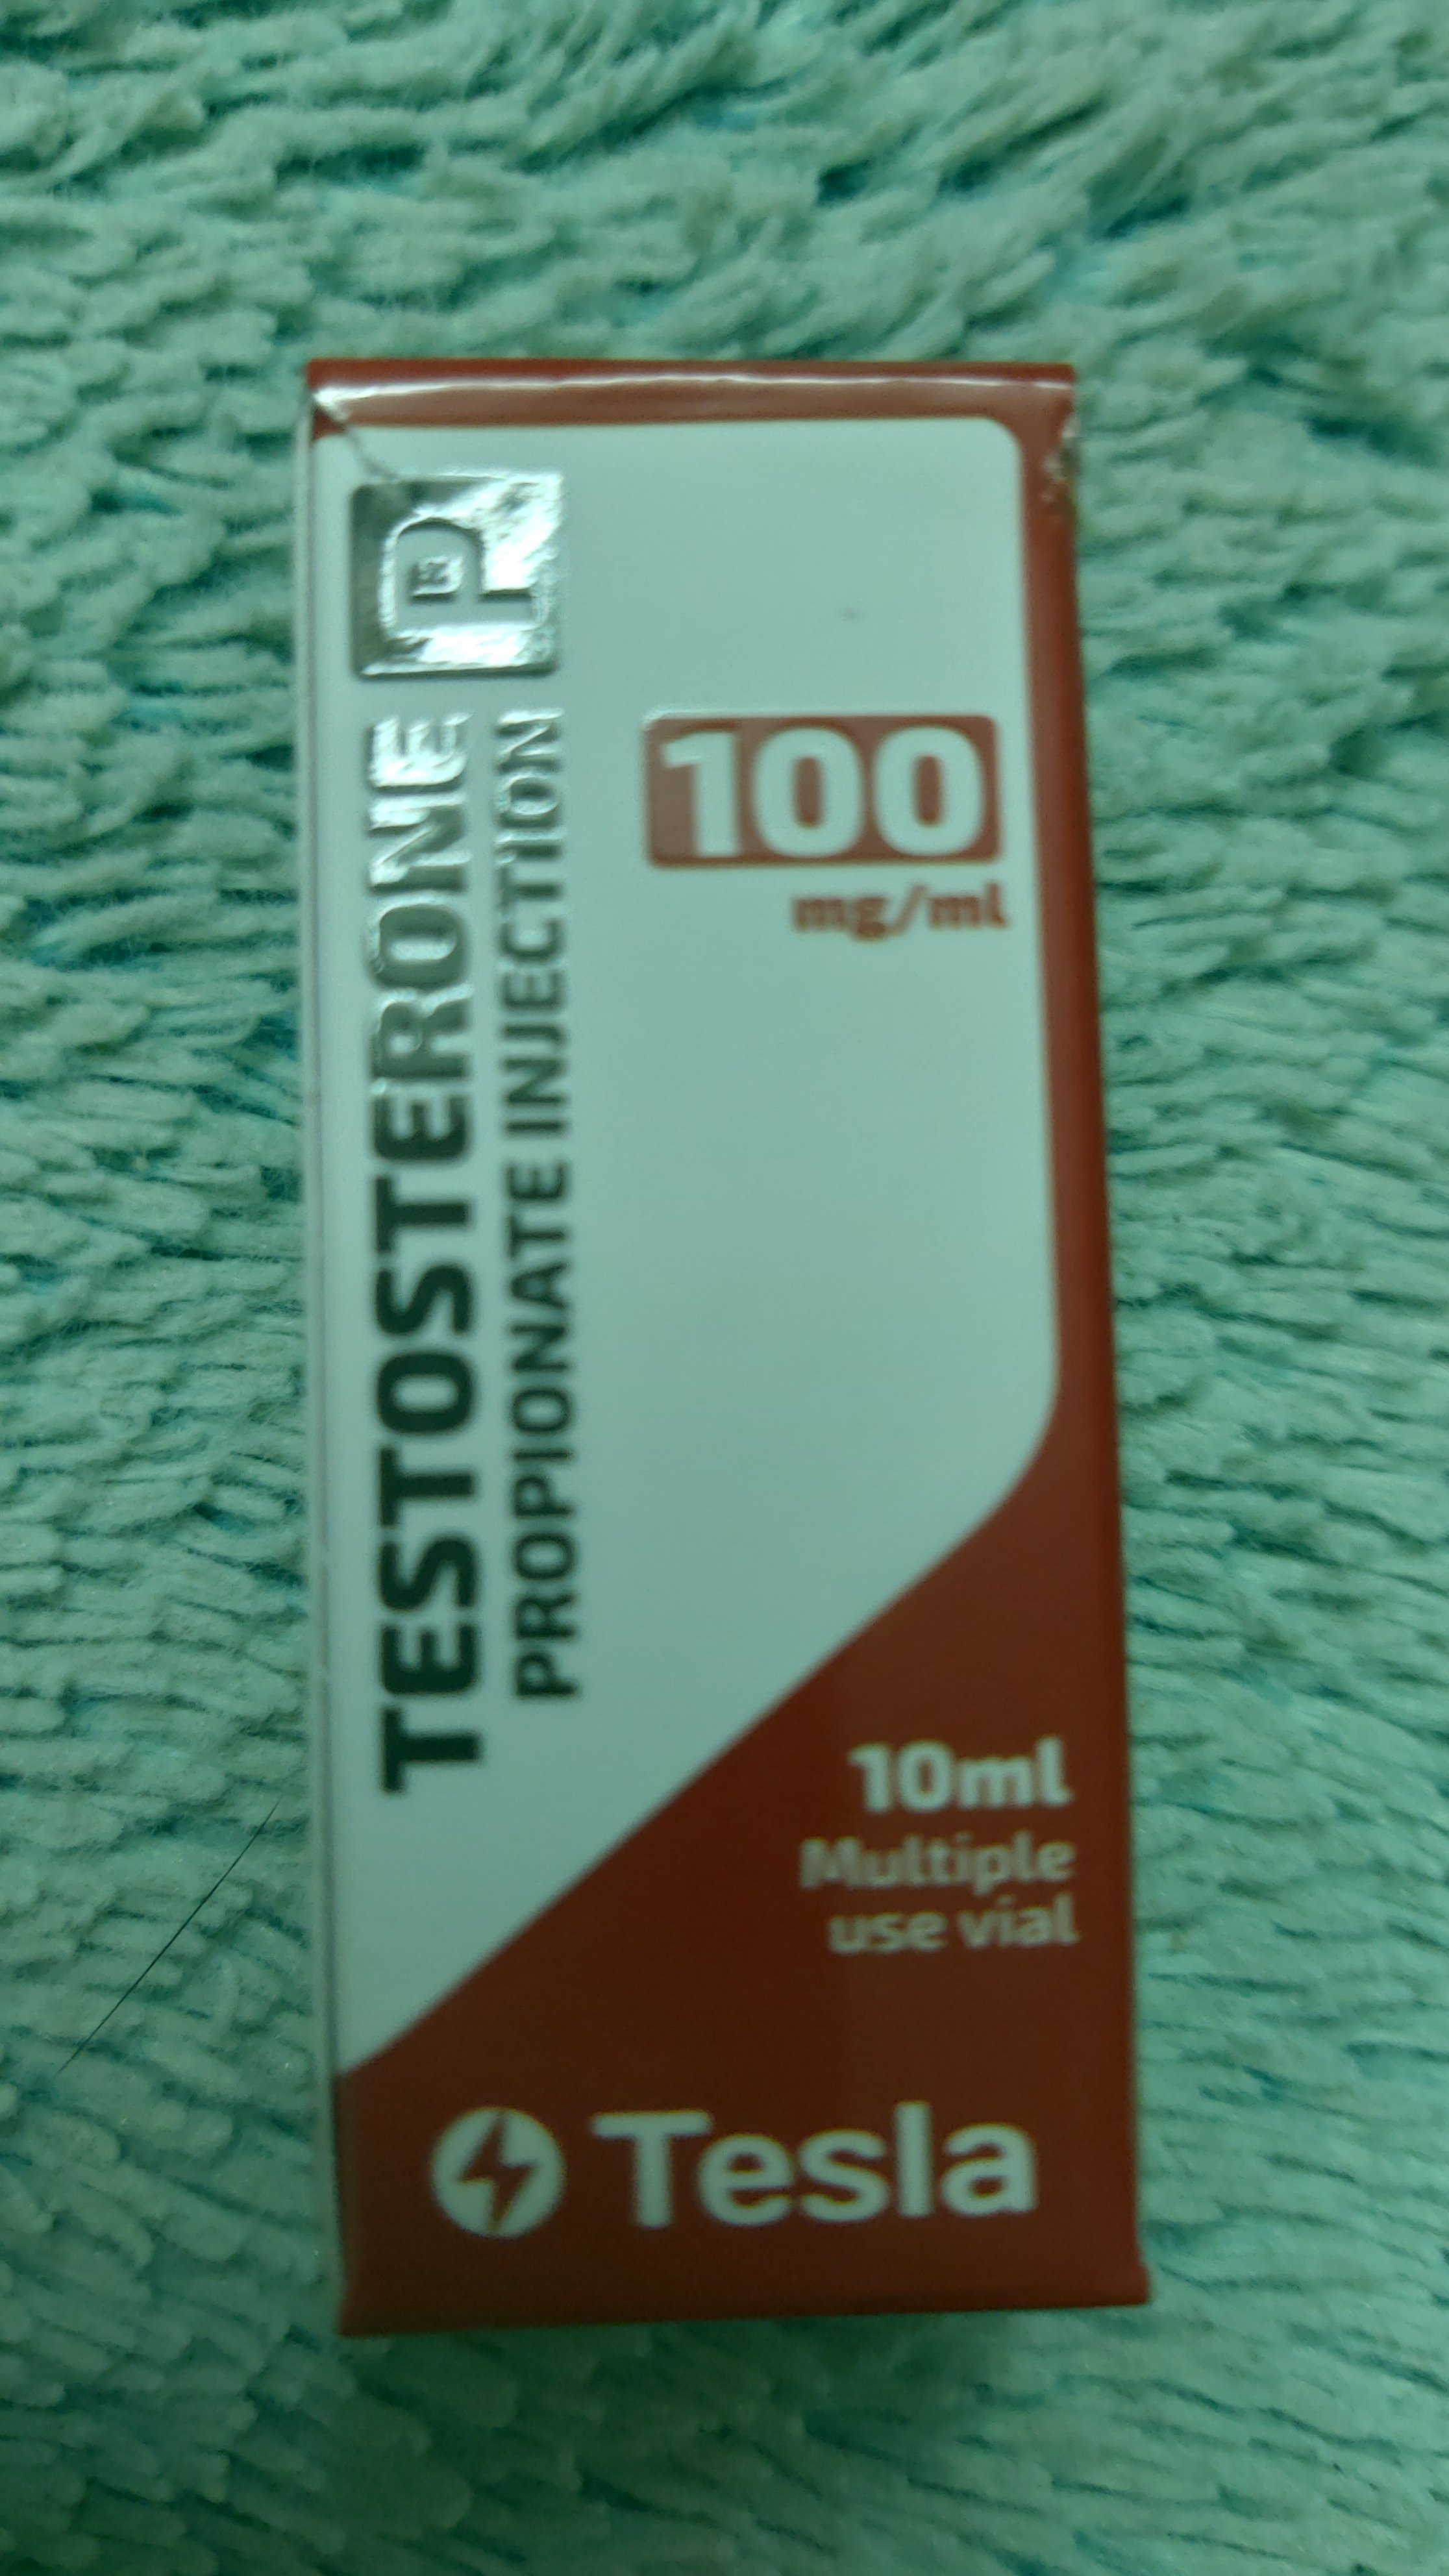 TESTOSTERONE P
PROPIONATE INJECTION
100
mg/ml
10ml
Multiple
use vial
Tesla